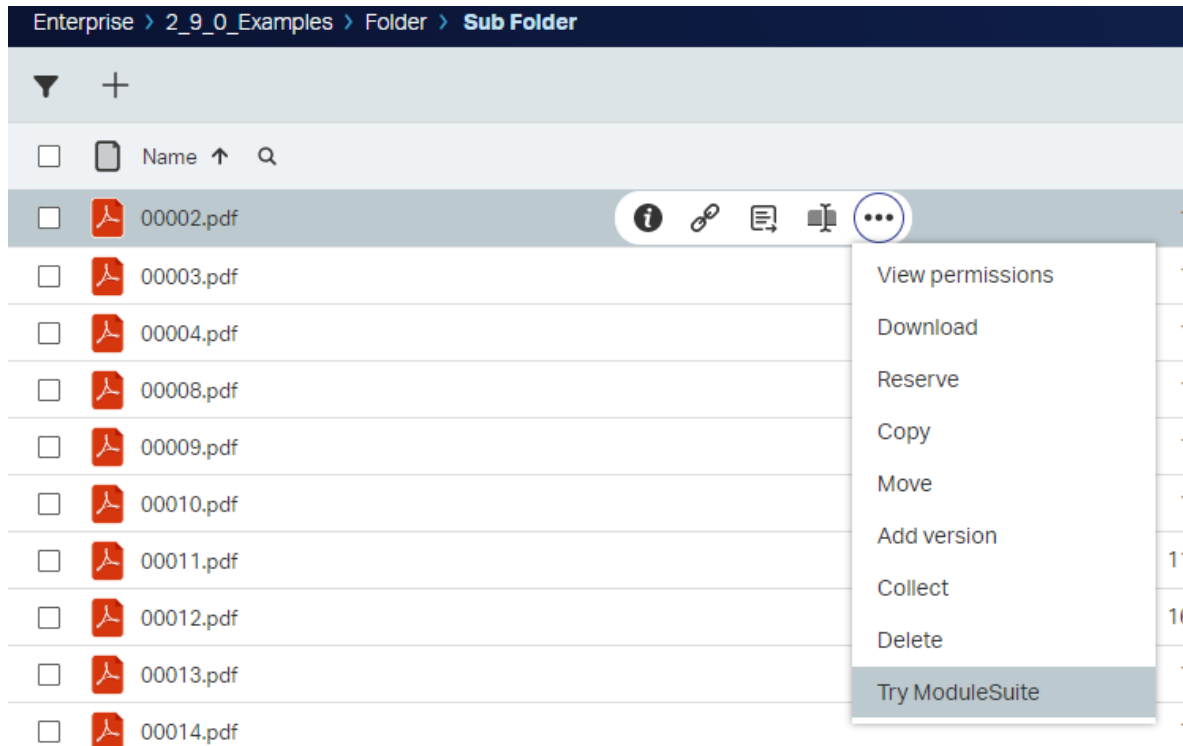 Enterprise > 2_9_0_Examples > Folder > Sub Folder
Name
00002.pdf
00003.pdf
View permissions
00004.pdf
Download
00008.pdf
Reserve
00009.pdf
Copy
00010.pdf
Move
00011.pdf
Add version
00012.pdf
Collect
00013.pdf
Delete
00014.pdf
Try ModuleSuite